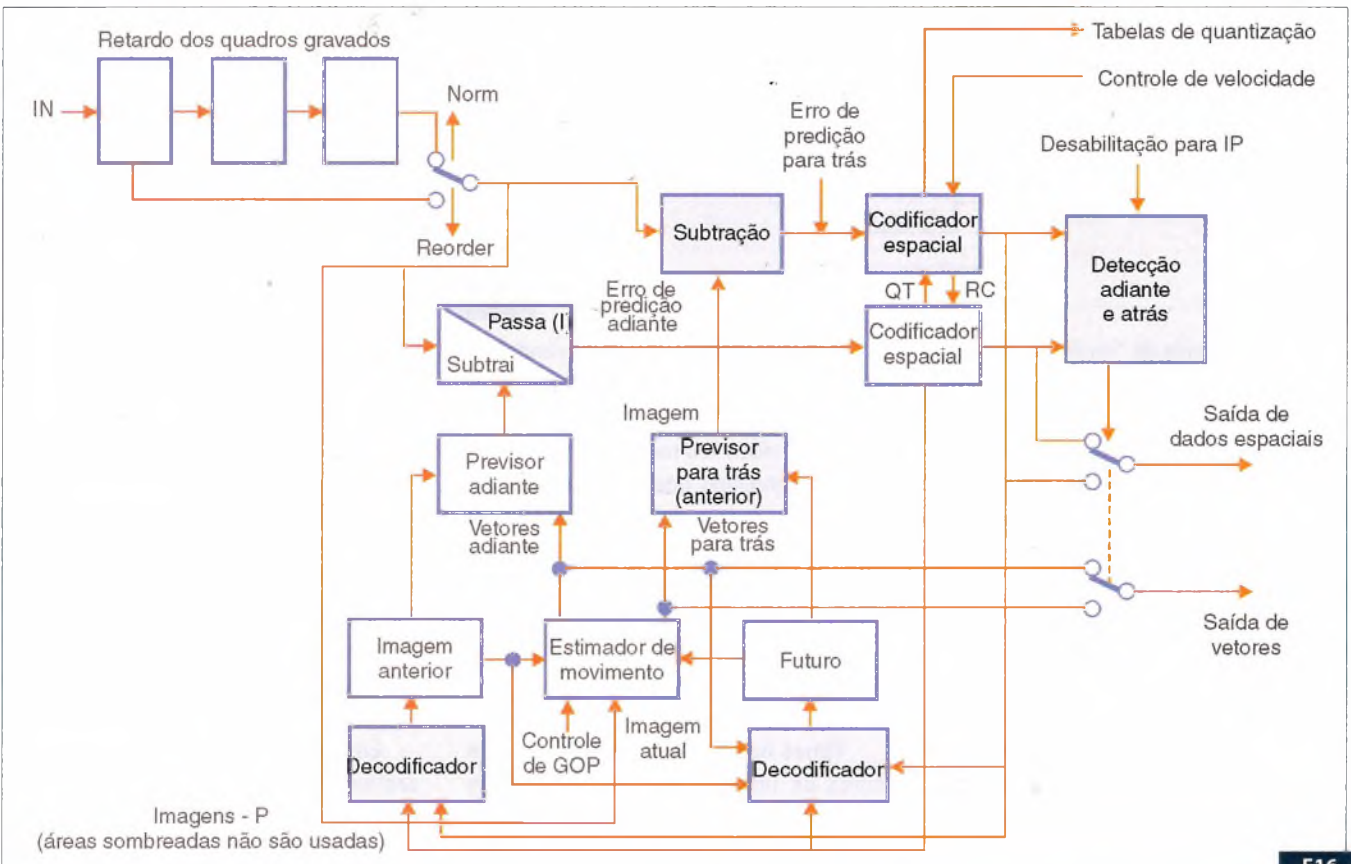 Retardo dos quadros gravados
IN
Norm
Reorder
Tabelas de quantização
Controle de velocidade
Erro de
predição
para trás
Desabilitação para IP
Subtração
Codificador
espacial
Detecção
adiante
e atrás
QT
RC
Erro de
predição
adiante
Passa (I)
Subtrai
Codificador
espacial
Imagem
Saída de
dados espaciais
Previsor
adiante
Previsor
para trás
(anterior)
Vetores
adiante
Vetores
para trás
Imagem
anterior
Estimador de
movimento
Futuro
Saída de
vetores
Decodificador
Controle
de GOP
Imagem
atual
Decodificador
Imagens - P
(áreas sombreadas não são usadas)